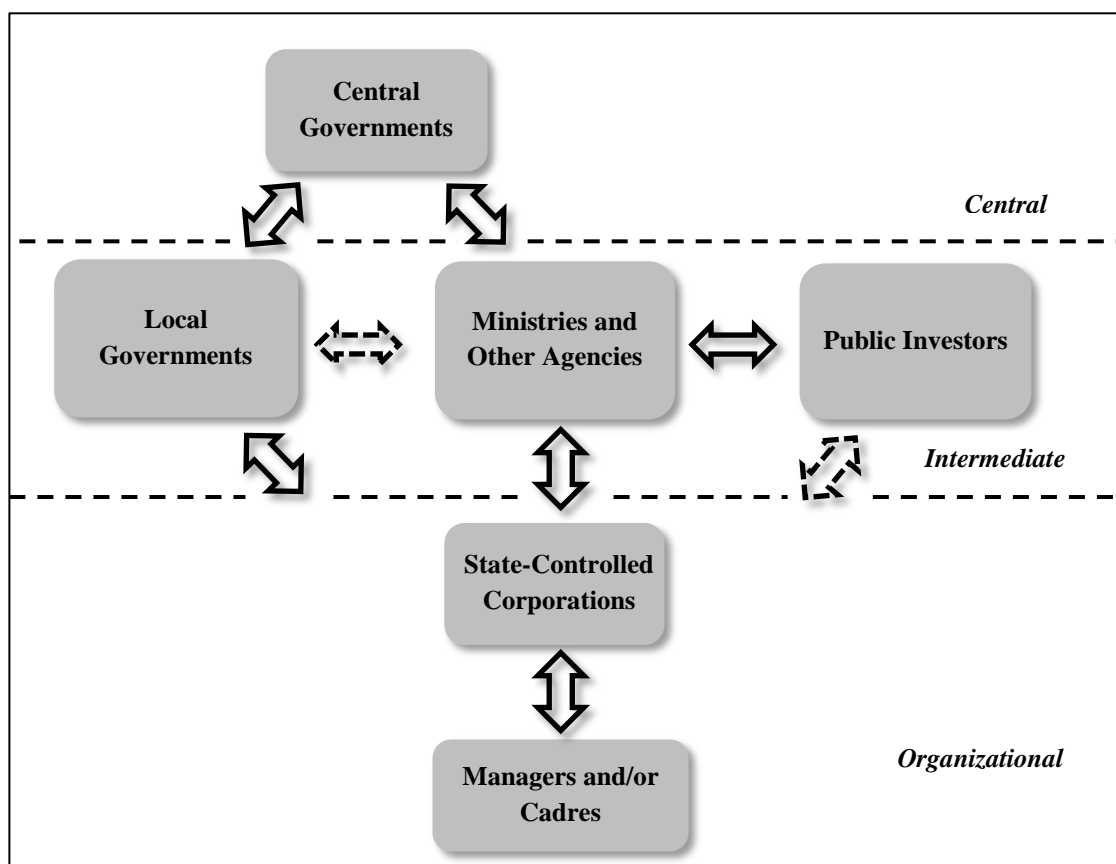 Central
Governments
Central
Local
Governments
Ministries and
Other Agencies
Public Investors
Intermediate
State-Controlled
Corporations
Managers and/or
Cadres
Organizational